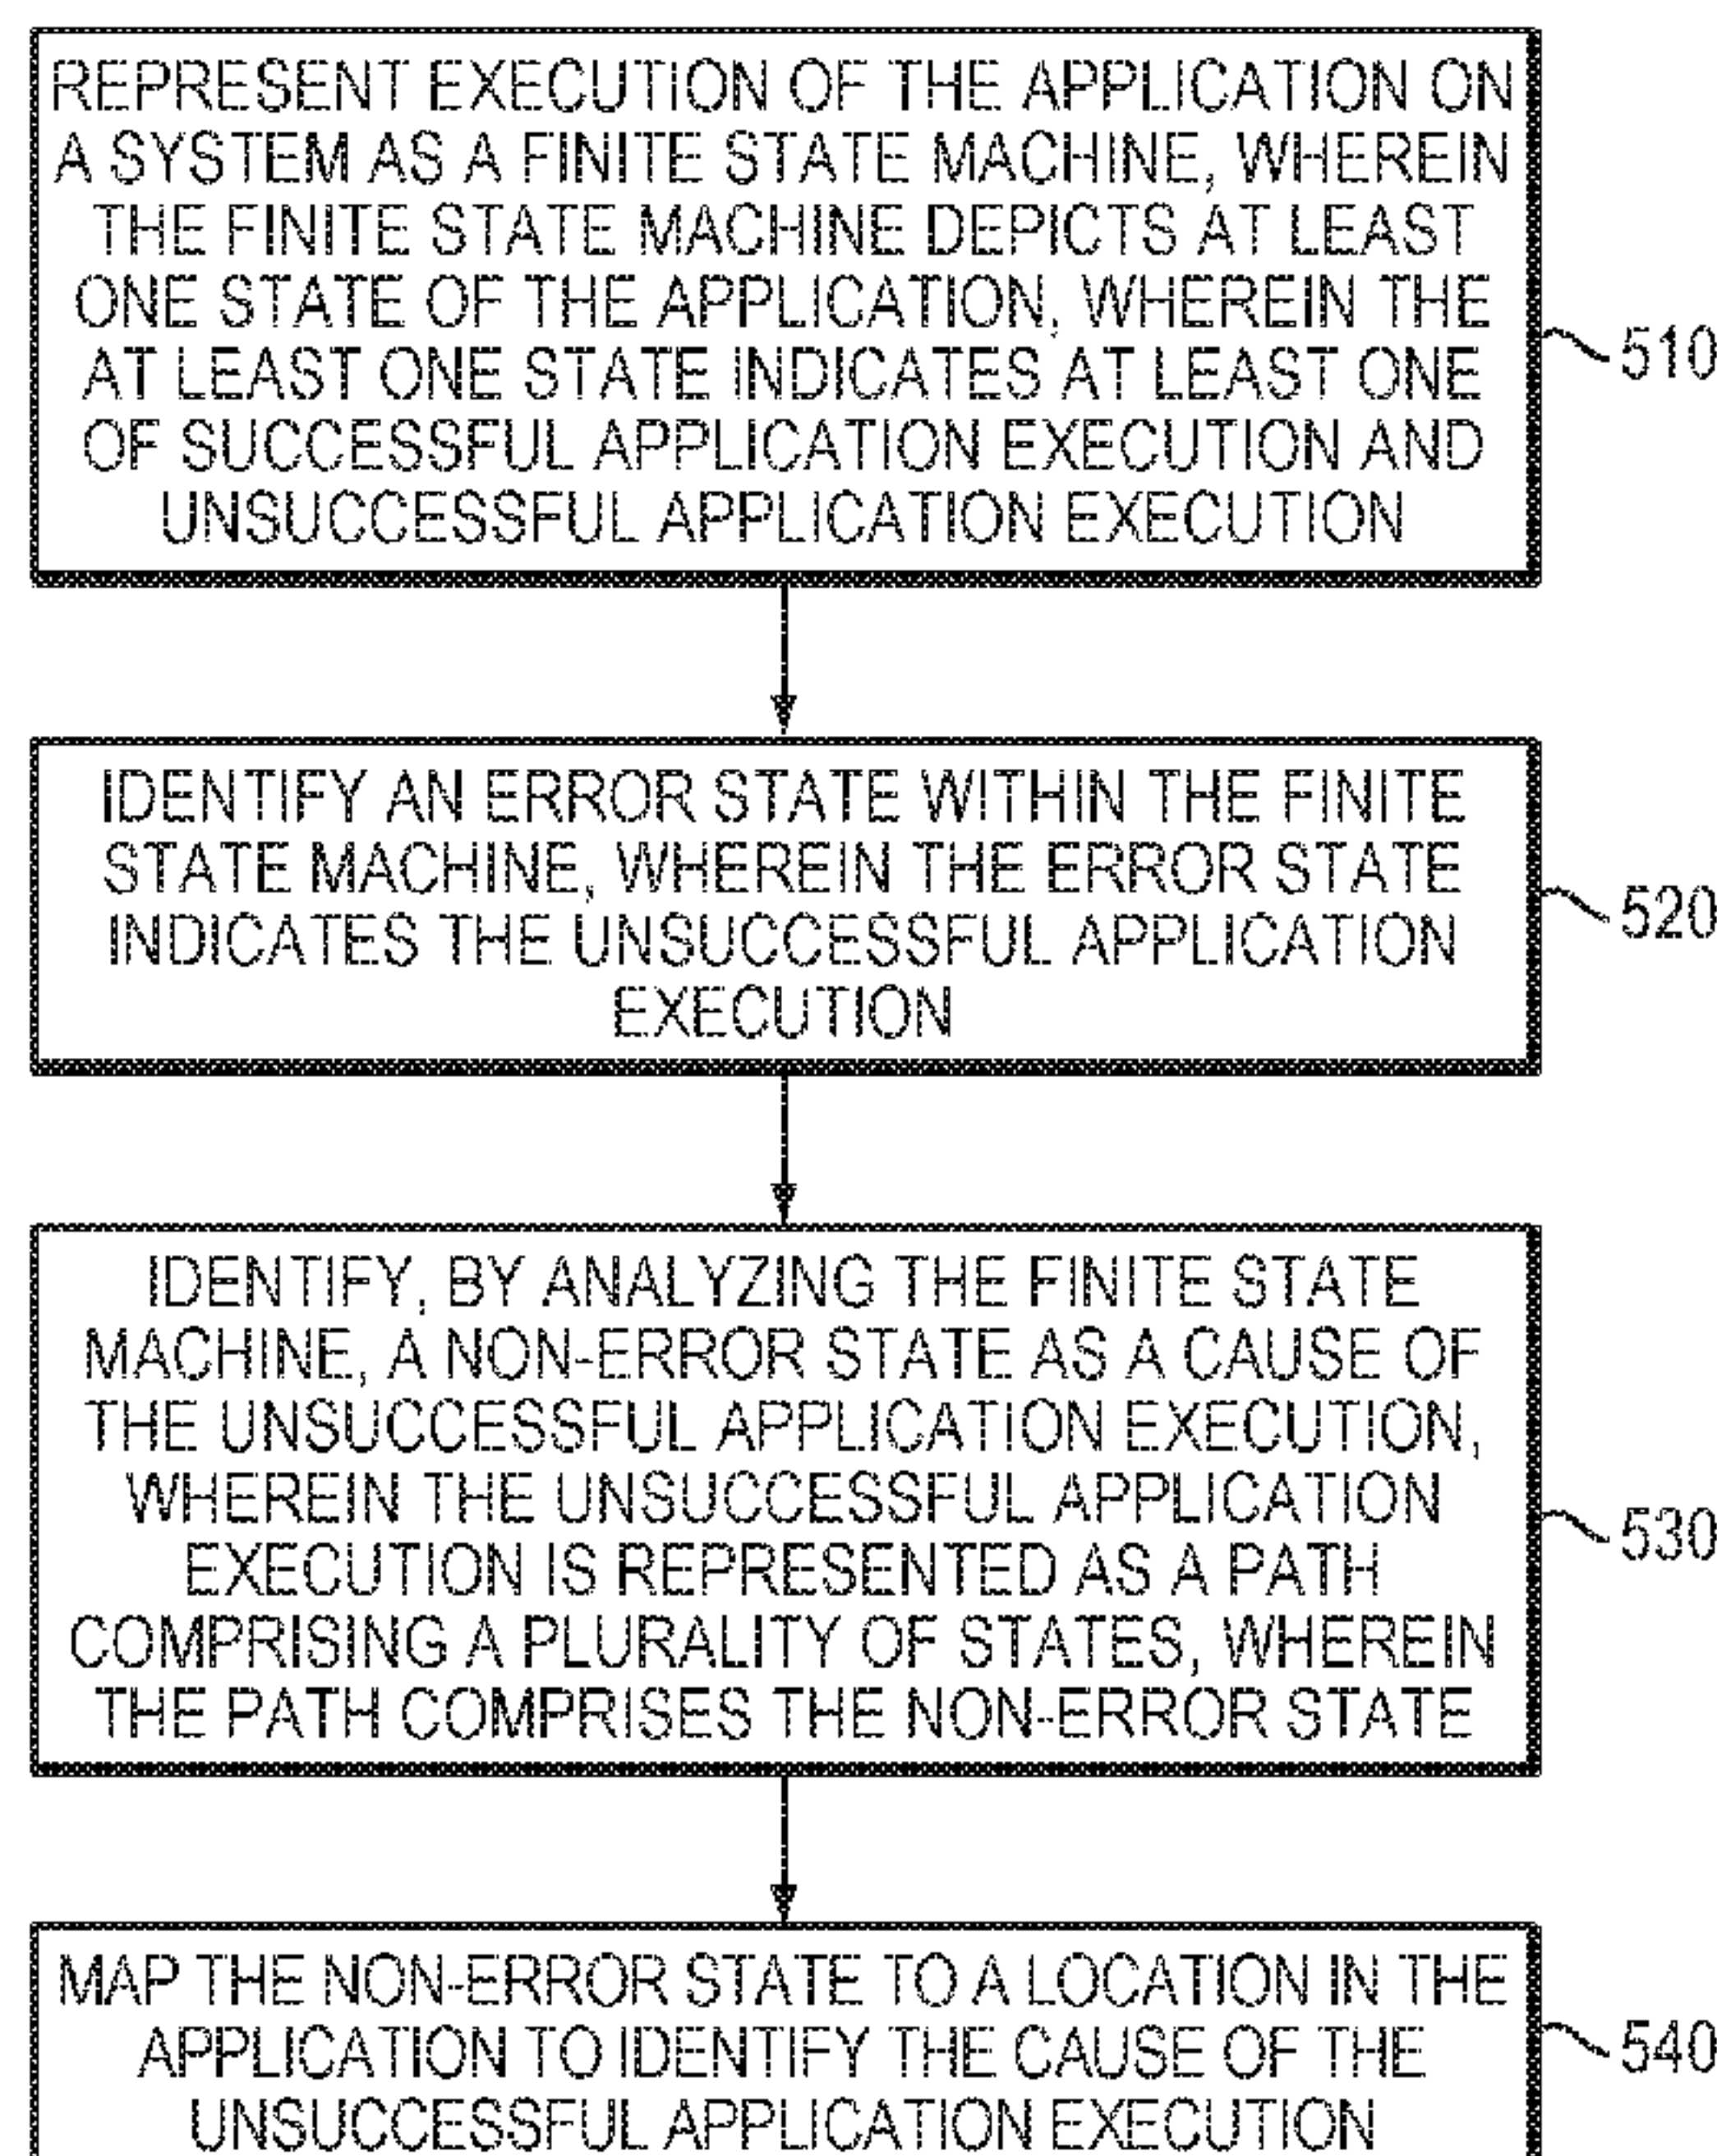 REPRESENT EXECUTION OF THE APPLICATION ON
A SYSTEM AS A FINITE STATE MACHINE, WHEREIN
THE FINITE STATE MACHINE DEPICTS AT LEAST
ONE STATE OF THE APPLICATION, WHEREIN THE
AT LEAST ONE STATE INDICATES AT LEAST ONE
OF SUCCESSFUL APPLICATION EXECUTION AND
UNSUCCESSFUL APPLICATION EXECUTION
510
IDENTIFY AN ERROR STATE WITHIN THE FINITE
STATE MACHINE, WHEREIN THE ERROR STATE
INDICATES THE UNSUCCESSFUL APPLICATION
EXECUTION
520
IDENTIFY, BY ANALYZING THE FINITE STATE
MACHINE, A NON-ERROR STATE AS A CAUSE OF
THE UNSUCCESSFUL APPLICATION EXECUTION,
WHEREIN THE UNSUCCESSFUL APPLICATION
EXECUTION IS REPRESENTED AS A PATH
COMPRISING A PLURALITY OF STATES, WHEREIN
THE PATH COMPRISES THE NON-ERROR STATE
530
MAP THE NON-ERROR STATE TO A LOCATION IN THE
APPLICATION TO IDENTIFY THE CAUSE OF THE
UNSUCCESSFUL APPLICATION EXECUTION
540